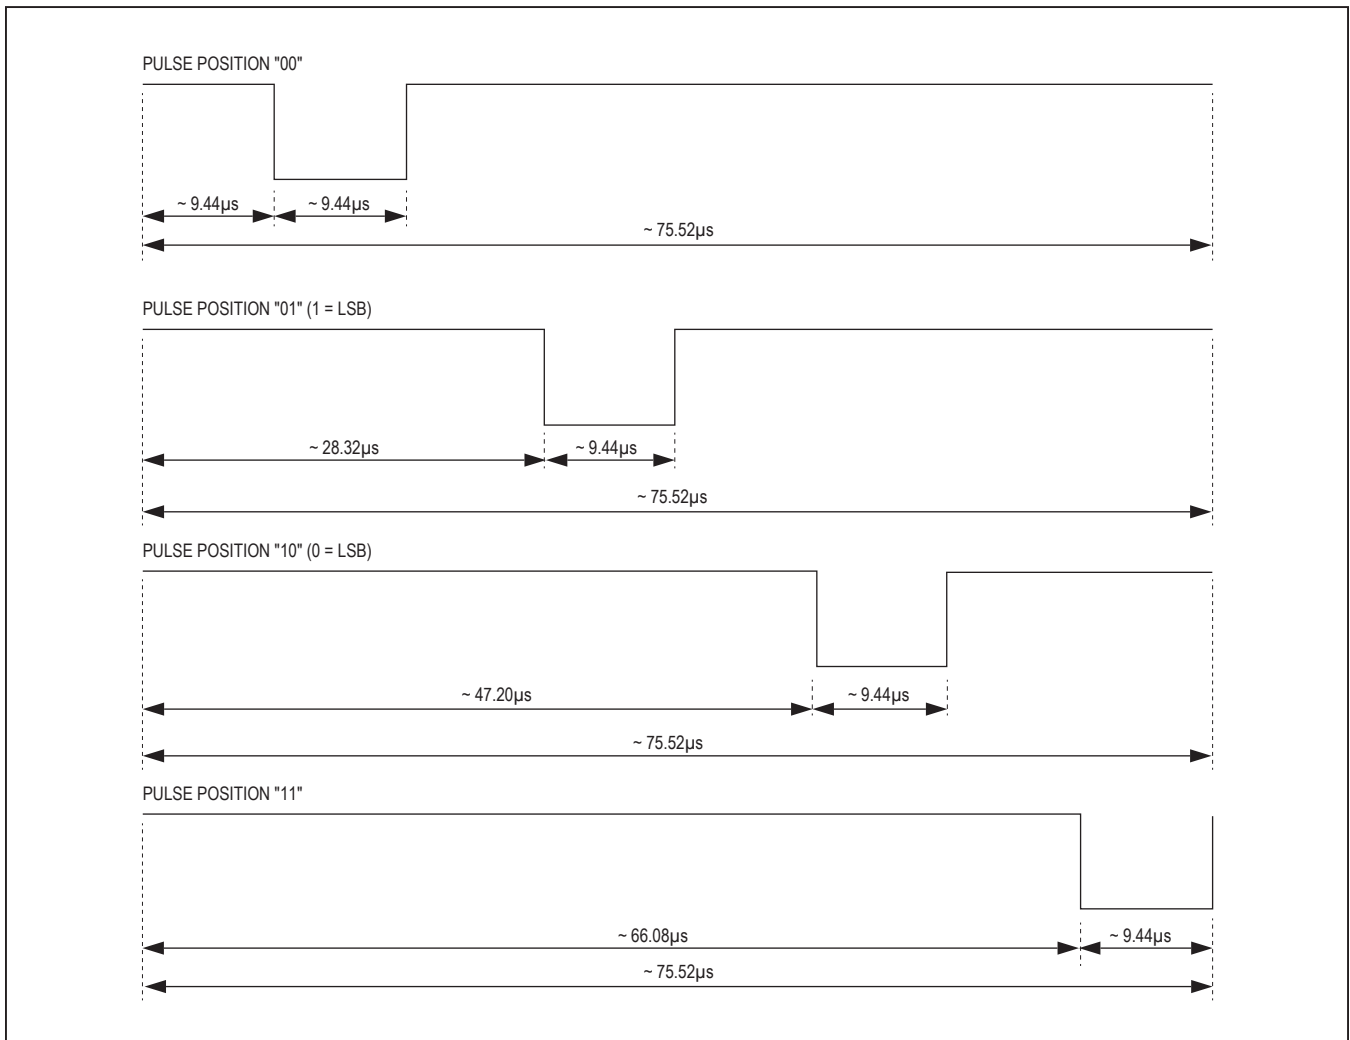 PULSE POSITION "00"
~ 9.44µs
~ 9.44µs
~ 75.52µs
PULSE POSITION "01" (1 = LSB)
~ 28.32µs
~ 9.44µs
~ 75.52µs
PULSE POSITION "10" (0 = LSB)
~ 47.20µs
~ 9.44µs
~ 75.52µs
PULSE POSITION "11"
~ 66.08µs
~ 9.44µs
~ 75.52µs